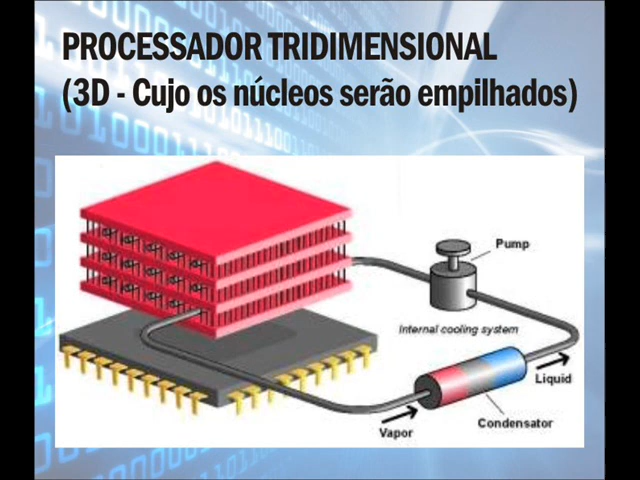 PROCESSADOR TRIDIMENSIONAL
(3D - Cujo os núcleos serão empilhados)
Pump
Internal cooling system
Liquid
Condensator
Vapor